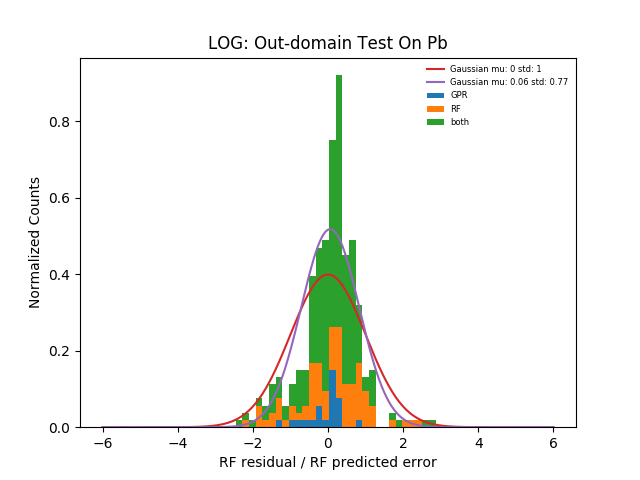 LOG: Out-domain Test On Pb
Gaussian mu: 0 std: 1
Gaussian mu: 0.06 std: 0.77
GPR
RF
both
Normalized Counts
0.8
0.6
0.4
0.2
0.0
−6 −4 −2 0 2 4 6
RF residual / RF predicted error